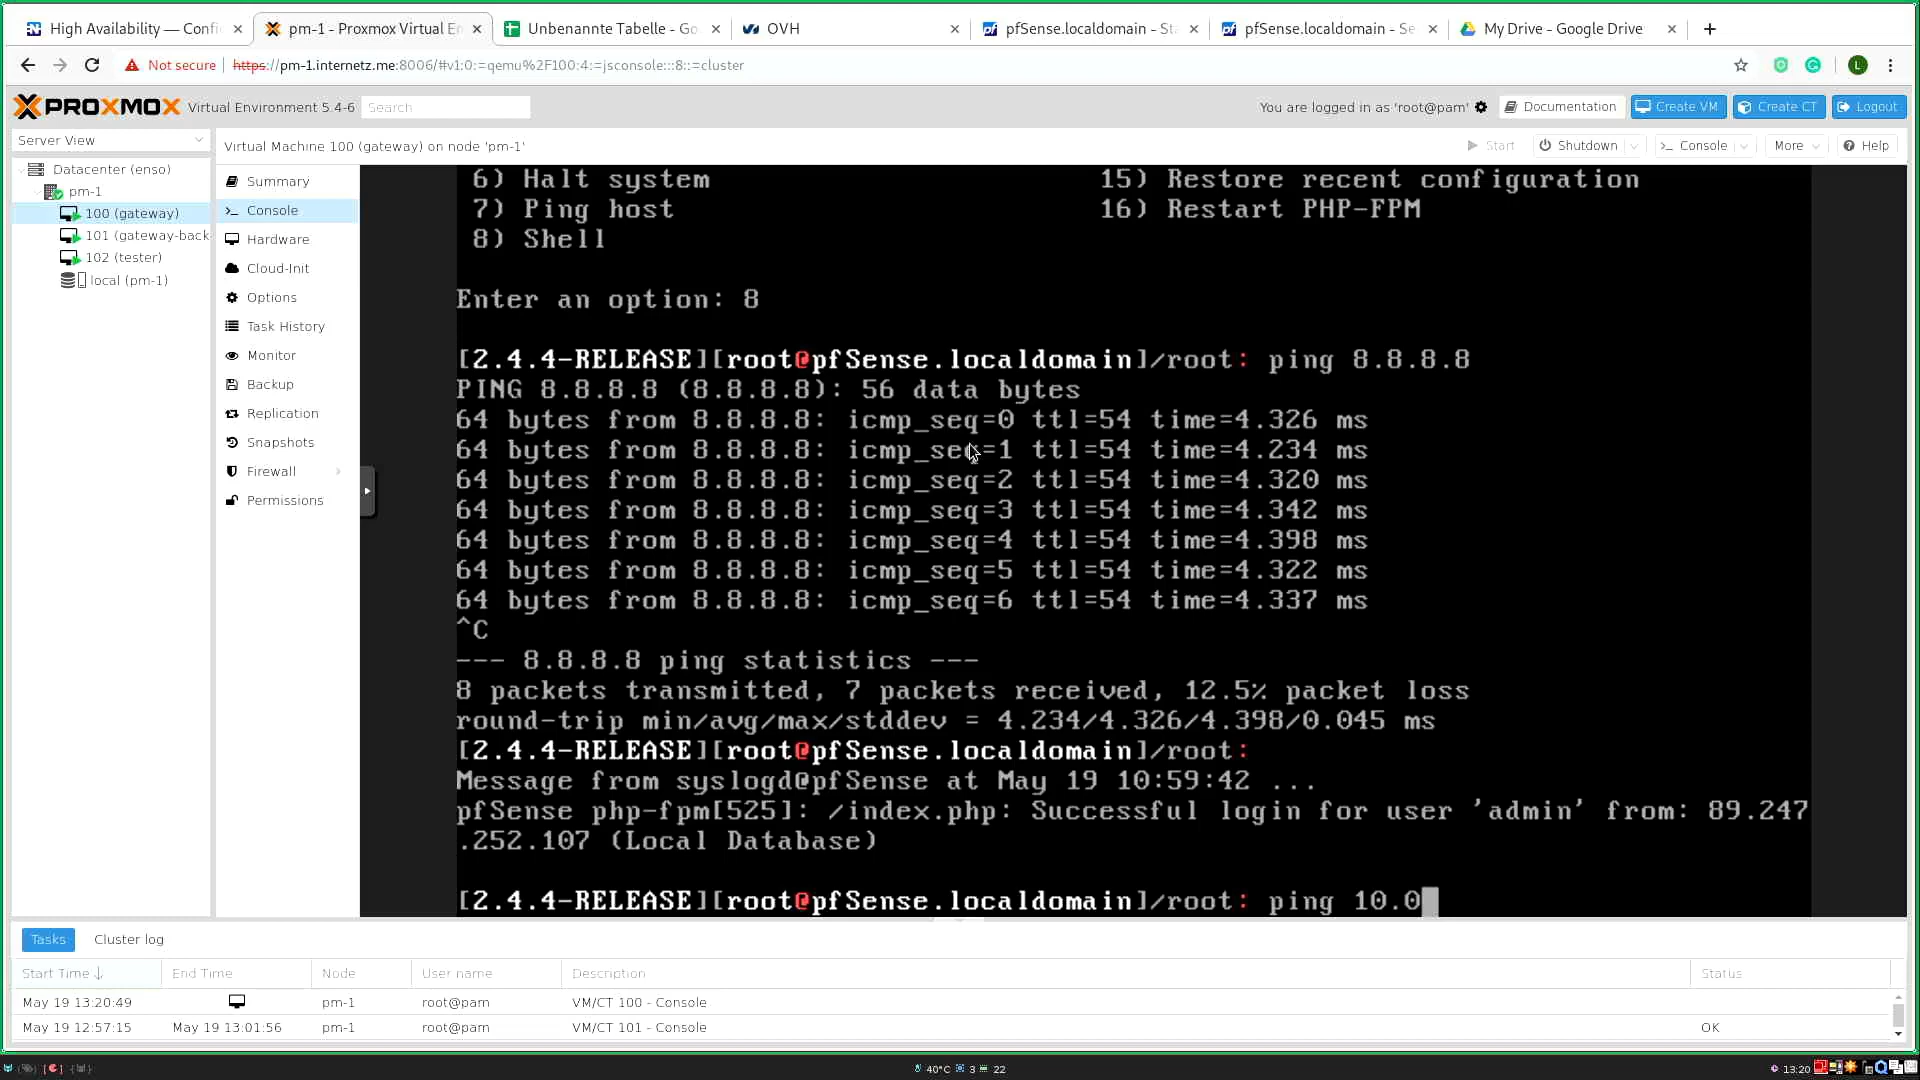 High Availability — Confi
pm-1 - Proxmox Virtual En
Unbenannte Tabelle - Go
OVH
pfSense.localdomain - Sta
pfSense.localdomain - Se
My Drive - Google Drive
Not secure
https://pm-1.internetz.me:8006/#v1:0:=qemu%2F100:4:=jsconsole:::8::=cluster
L
PROXMOX
Virtual Environment 5.4-6
Search
You are logged in as 'root@pam'
Documentation
Create VM
Create CT
Logout
Server View
Virtual Machine 100 (gateway) on node 'pm-1'
Start
Shutdown
Console
More
Help
Datacenter (enso)
pm-1
100 (gateway)
101 (gateway-back
102 (tester)
local (pm-1)
Summary
Console
Hardware
Cloud-Init
Options
Task History
Monitor
Backup
Replication
Snapshots
Firewall
Permissions
6) Halt system 15) Restore recent configuration
7) Ping host 16) Restart PHP-FPM
8) Shell
Enter an option: 8
[2.4.4-RELEASE][root@pfSense.localdomain]/root: ping 8.8.8.8
PING 8.8.8.8 (8.8.8.8): 56 data bytes
64 bytes from 8.8.8.8: icmp_seq=0 ttl=54 time=4.326 ms
64 bytes from 8.8.8.8: icmp_seq=1 ttl=54 time=4.234 ms
64 bytes from 8.8.8.8: icmp_seq=2 ttl=54 time=4.320 ms
64 bytes from 8.8.8.8: icmp_seq=3 ttl=54 time=4.342 ms
64 bytes from 8.8.8.8: icmp_seq=4 ttl=54 time=4.398 ms
64 bytes from 8.8.8.8: icmp_seq=5 ttl=54 time=4.322 ms
64 bytes from 8.8.8.8: icmp_seq=6 ttl=54 time=4.337 ms
^C
--- 8.8.8.8 ping statistics ---
8 packets transmitted, 7 packets received, 12.5% packet loss
round-trip min/avg/max/stddev = 4.234/4.326/4.398/0.045 ms
[2.4.4-RELEASE][root@pfSense.localdomain]/root:
Message from syslogd@pfSense at May 19 10:59:42 ...
pfSense php-fpm[525]: /index.php: Successful login for user 'admin' from: 89.247
.252.107 (Local Database)
[2.4.4-RELEASE][root@pfSense.localdomain]/root: ping 10.0
Tasks
Cluster log
Start Time
End Time
Node
User name
Description
Status
May 19 13:20:49
pm-1
root@pam
VM/CT 100 - Console
May 19 12:57:15
May 19 13:01:56
pm-1
root@pam
VM/CT 101 - Console
OK
40°C
3
22
13:20